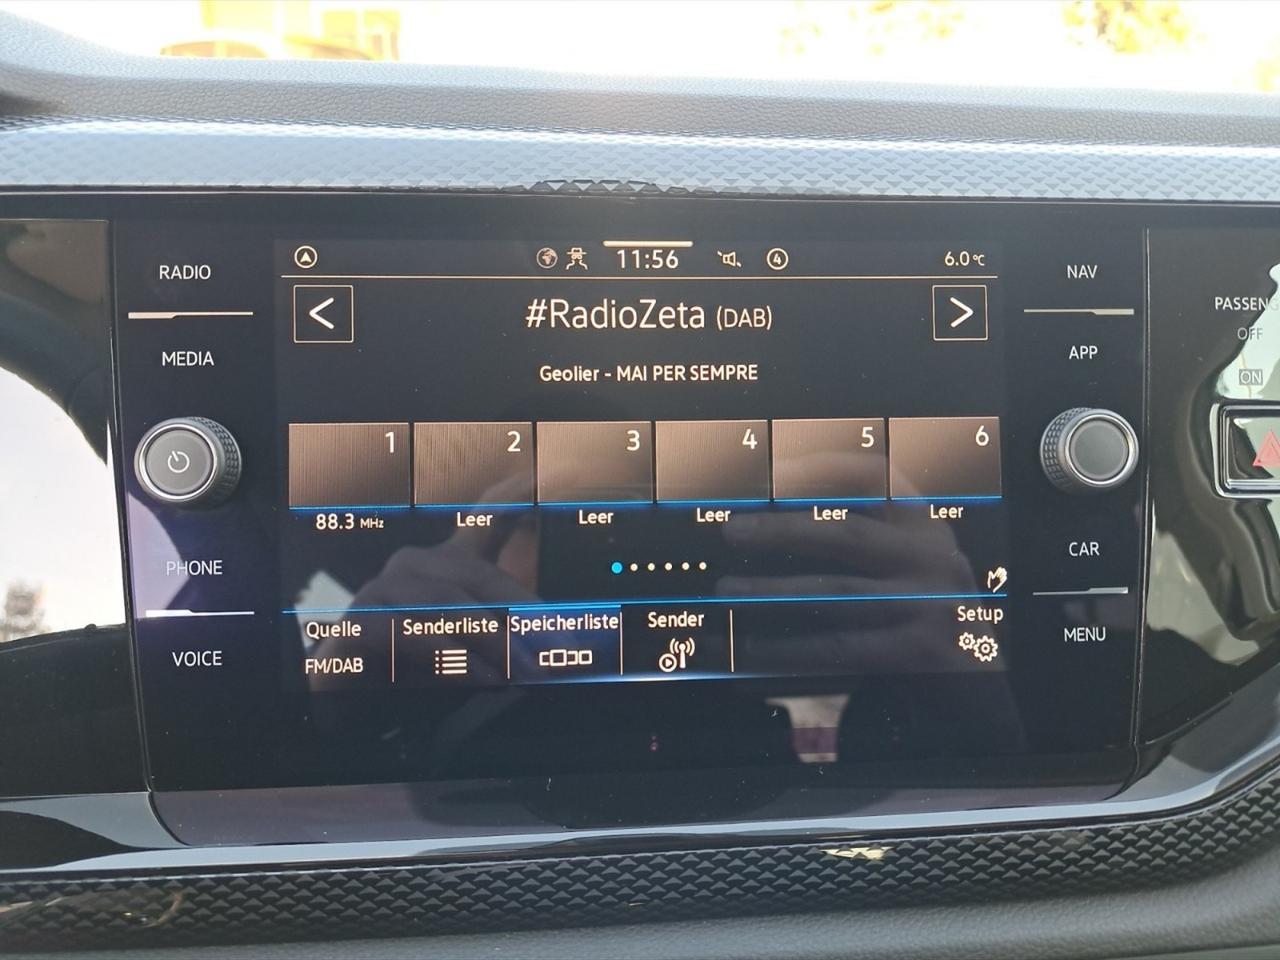 RADIO
MEDIA
PHONE
VOICE
11:56
4
6.0°C
<
#RadioZeta (DAB)
>
Geolier - MAI PER SEMPRE
1 2 3 4 5 6
88.3 MHz Leer Leer Leer Leer Leer
Quelle
FM/DAB
Senderliste
Speicherliste
Sender
Setup
NAV
APP
CAR
MENU
PASSENG
OFF
ON